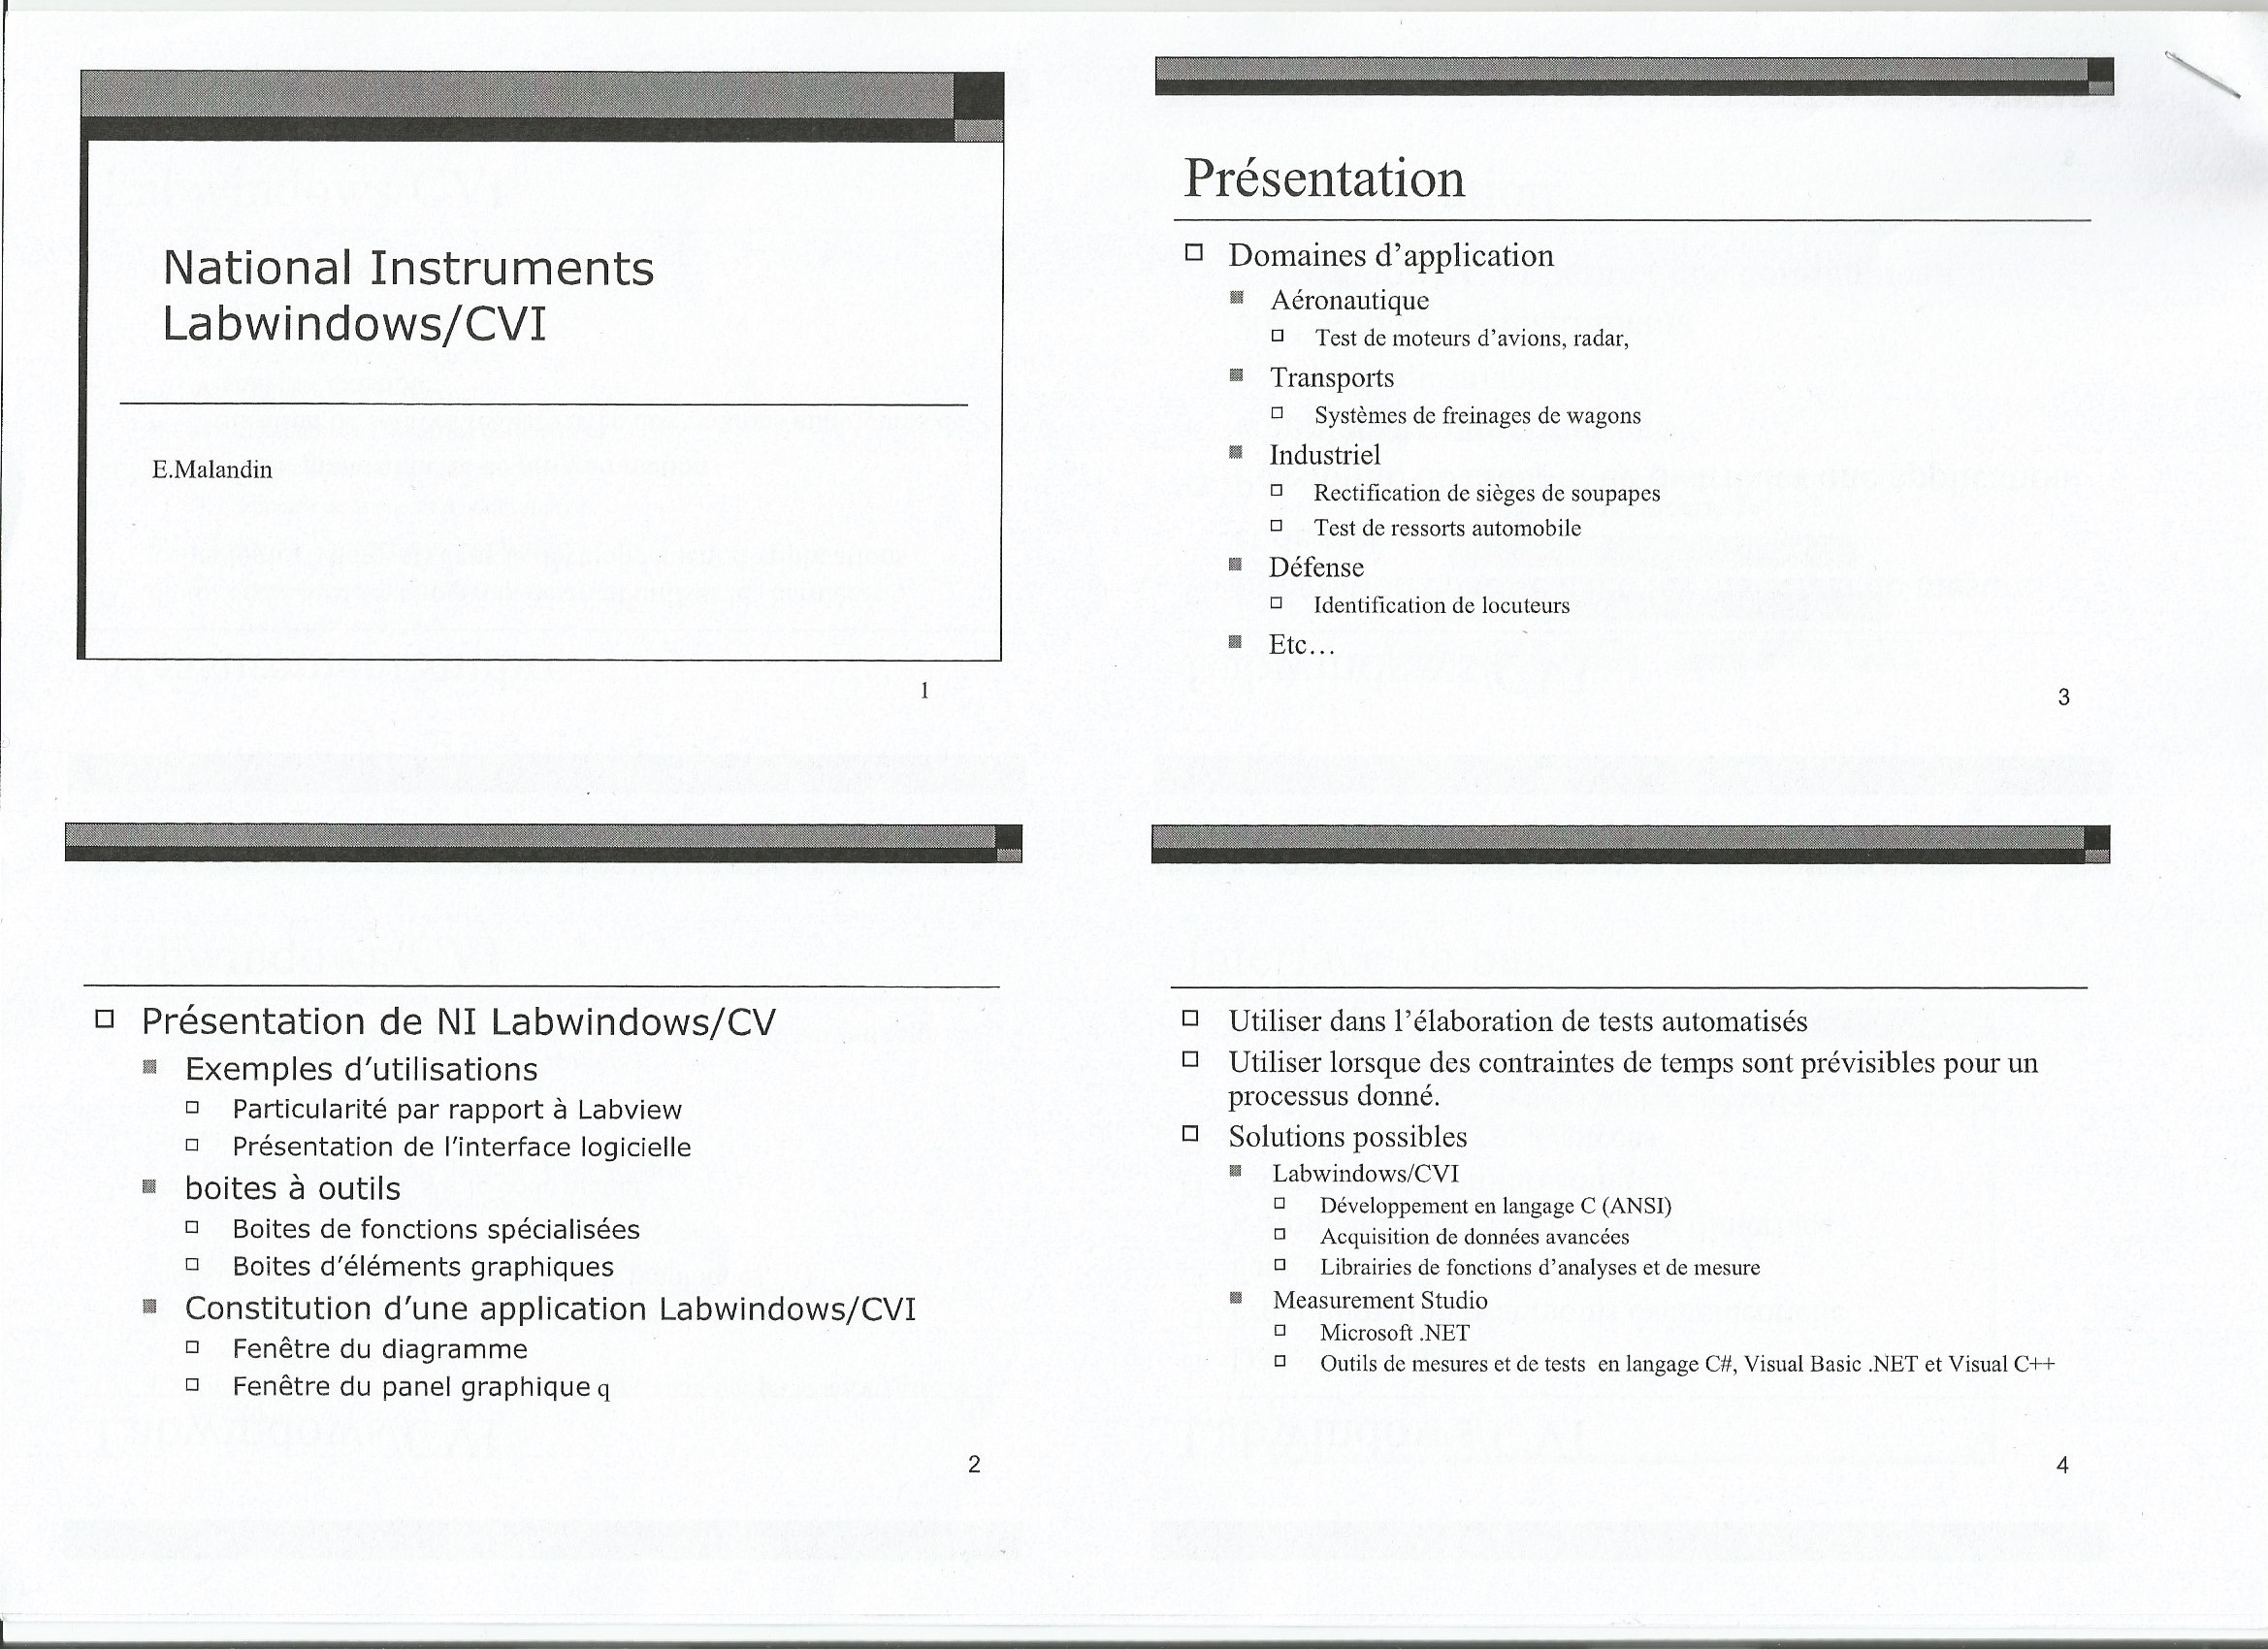 National Instruments
Labwindows/CVI
E.Malandin
1
Présentation de NI Labwindows/CV
Exemples d'utilisations
Particularité par rapport à Labview
Présentation de l'interface logicielle
boites à outils
Boites de fonctions spécialisées
Boites d'éléments graphiques
Constitution d'une application Labwindows/CVI
Fenêtre du diagramme
Fenêtre du panel graphique q
2
Présentation
Domaines d'application
Aéronautique
Test de moteurs d'avions, radar,
Transports
Systèmes de freinages de wagons
Industriel
Rectification de sièges de soupapes
Test de ressorts automobile
Défense
Identification de locuteurs
Etc...
3
Utiliser dans l'élaboration de tests automatisés
Utiliser lorsque des contraintes de temps sont prévisibles pour un
processus donné.
Solutions possibles
Labwindows/CVI
Développement en langage C (ANSI)
Acquisition de données avancées
Librairies de fonctions d'analyses et de mesure
Measurement Studio
Microsoft .NET
Outils de mesures et de tests en langage C#, Visual Basic .NET et Visual C++
4